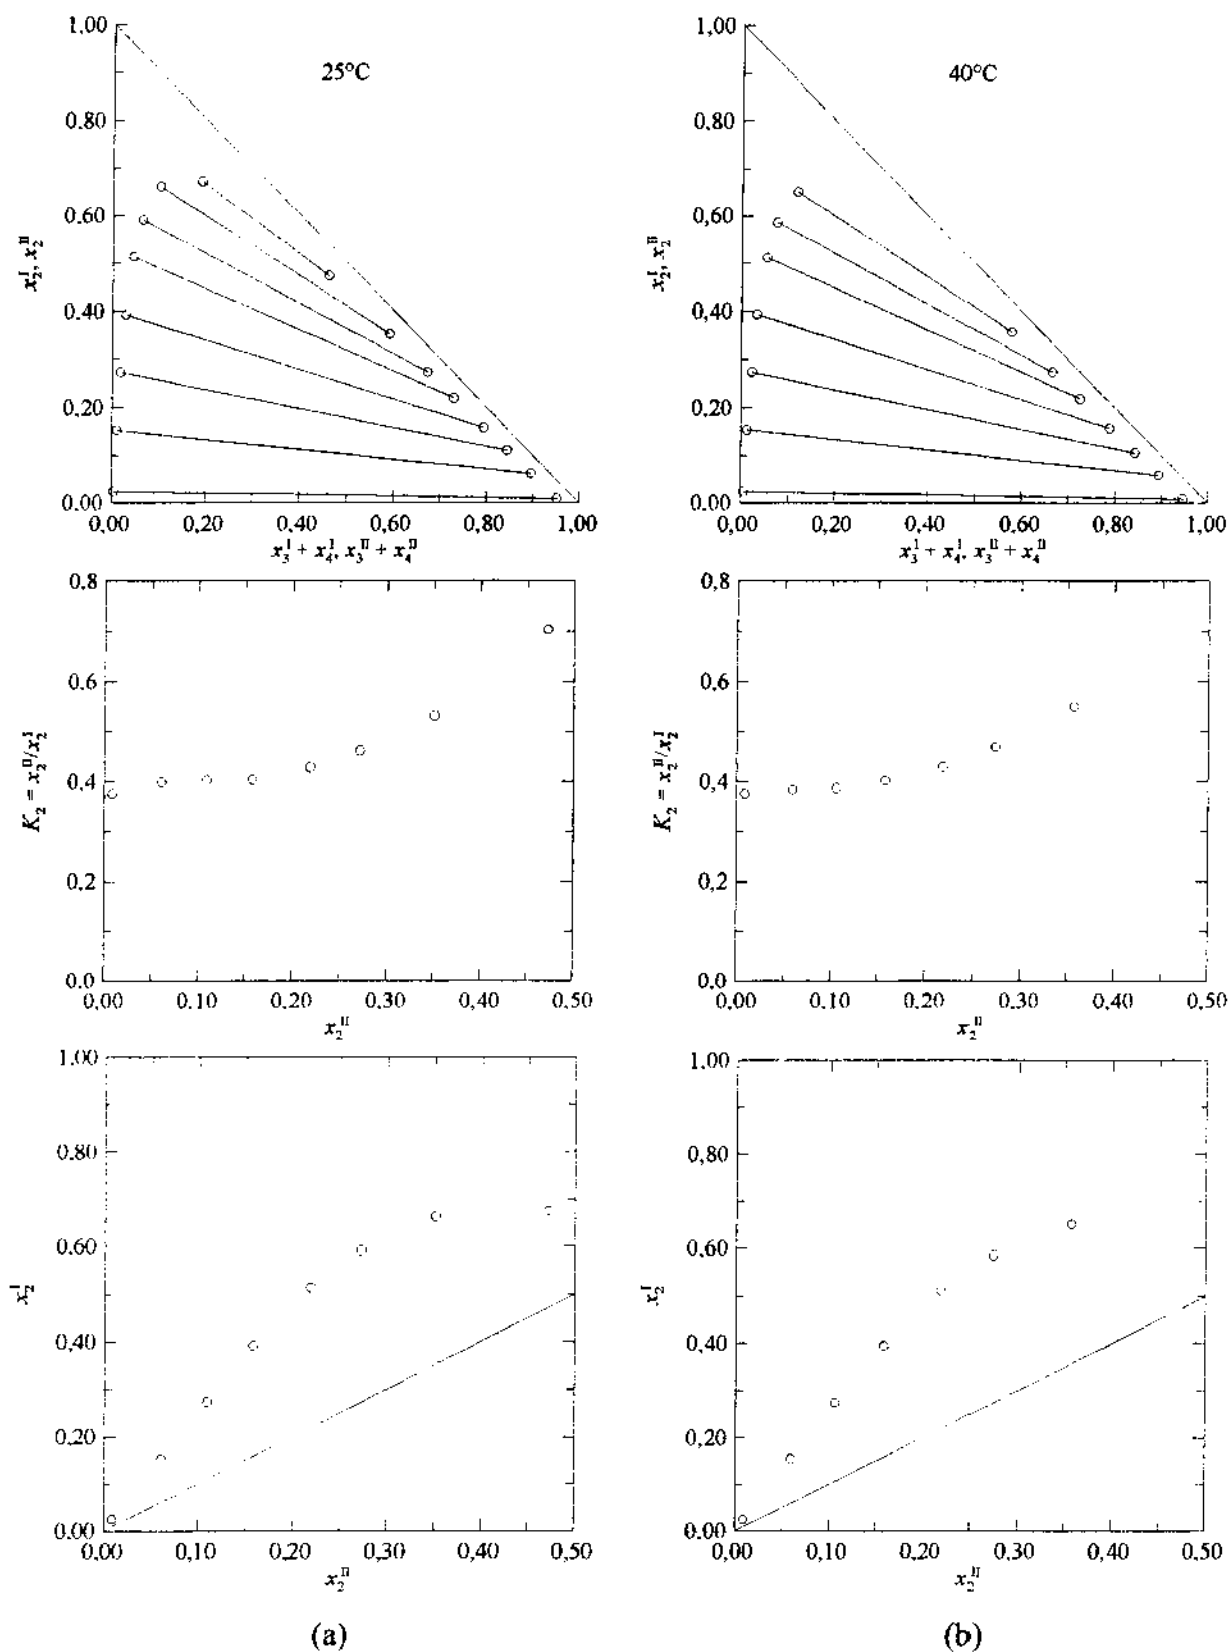 25°C
1,00
0,80
0,60
0,40
0,20
0,00
x₂ᴵ, x₂ᴵᴵ
0,00 0,20 0,40 0,60 0,80 1,00
x₃ᴵ + x₄ᴵ, x₃ᴵᴵ + x₄ᴵᴵ
40°C
1,00
0,80
0,60
0,40
0,20
0,00
x₂ᴵ, x₂ᴵᴵ
0,00 0,20 0,40 0,60 0,80 1,00
x₃ᴵ + x₄ᴵ, x₃ᴵᴵ + x₄ᴵᴵ
0,8
0,6
0,4
0,2
0,0
K₂ = x₂ᴵᴵ/x₂ᴵ
0,00 0,10 0,20 0,30 0,40 0,50
x₂ᴵᴵ
0,8
0,6
0,4
0,2
0,0
K₂ = x₂ᴵᴵ/x₂ᴵ
0,00 0,10 0,20 0,30 0,40 0,50
x₂ᴵᴵ
1,00
0,80
0,60
0,40
0,20
0,00
x₂ᴵ
0,00 0,10 0,20 0,30 0,40 0,50
x₂ᴵᴵ
1,00
0,80
0,60
0,40
0,20
0,00
x₂ᴵ
0,00 0,10 0,20 0,30 0,40 0,50
x₂ᴵᴵ
(a)
(b)